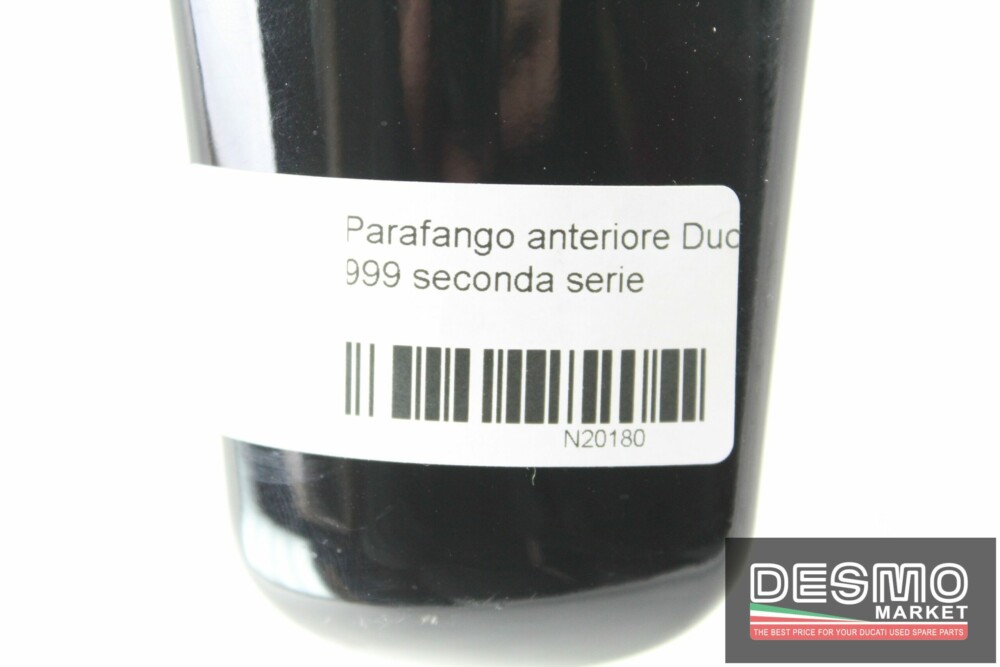 Parafango anteriore Duc
999 seconda serie
N20180
DESMO
MARKET
THE BEST PRICE FOR YOUR DUCATI USED SPARE PARTS